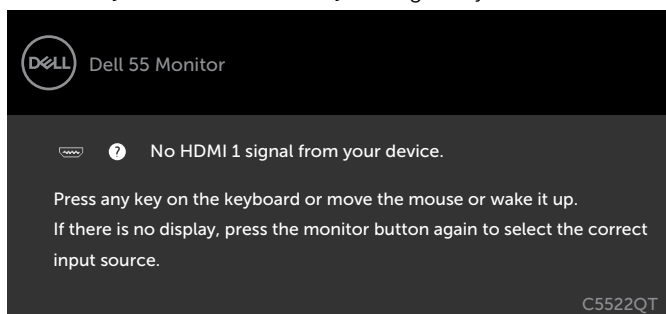 DELL Dell 55 Monitor
? No HDMI 1 signal from your device.
Press any key on the keyboard or move the mouse or wake it up.
If there is no display, press the monitor button again to select the correct
input source.
C5522QT